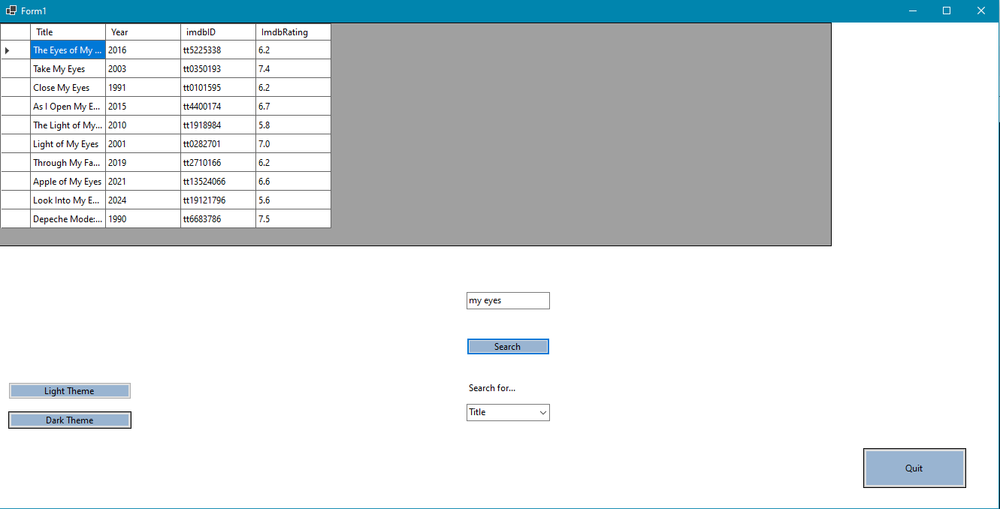 Form1
Title Year imdbID ImdbRating
The Eyes of My ... 2016 tt5225338 6.2
Take My Eyes 2003 tt0350193 7.4
Close My Eyes 1991 tt0101595 6.2
As I Open My E... 2015 tt4400174 6.7
The Light of My... 2010 tt1918984 5.8
Light of My Eyes 2001 tt0282701 7.0
Through My Fa... 2019 tt2710166 6.2
Apple of My Eyes 2021 tt13524066 6.6
Look Into My E... 2024 tt19121796 5.6
Depeche Mode:... 1990 tt6683786 7.5
my eyes
Search
Search for...
Title
Light Theme
Dark Theme
Quit